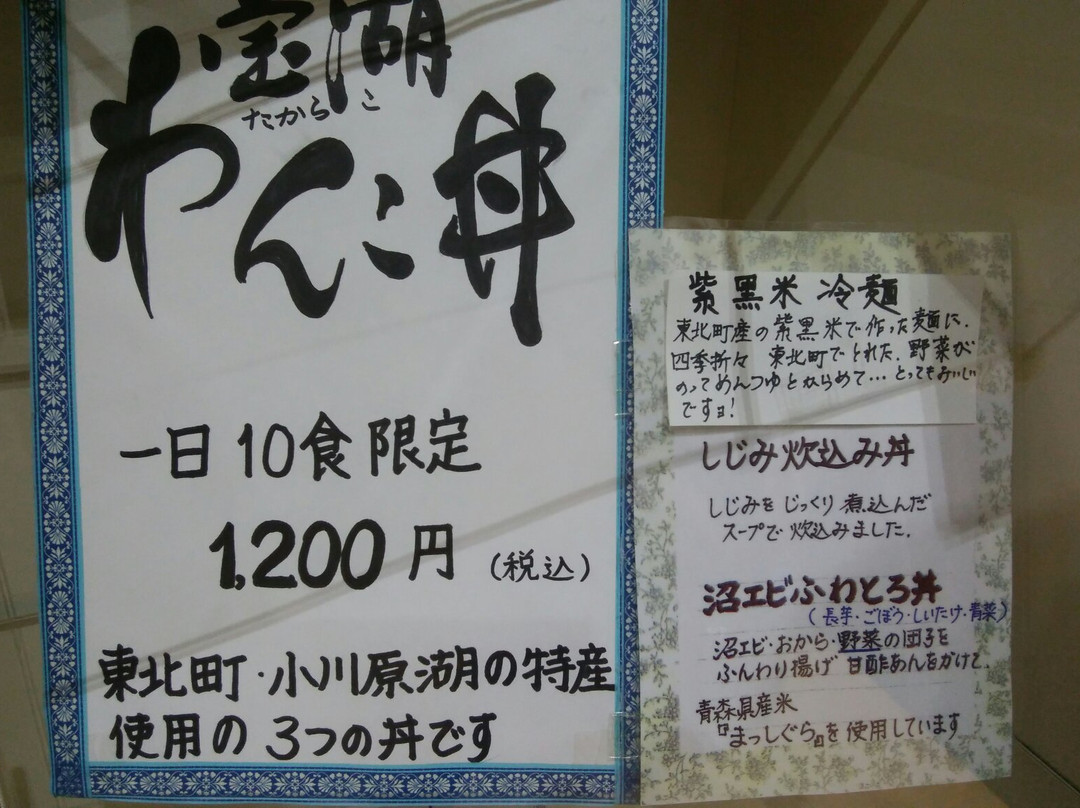 宝湖
たからこ
わんこ丼
一日10食限定
1,200円(税込)
東北町・小川原湖の特産
使用の3つの丼です
紫黒米冷麺
東北町産の紫黒米で作った麺に、
四季折々 東北町でとれた、野菜が
のってめんつゆとからめて…とってもおいしい
ですヨ!
しじみ炊込み丼
しじみをじっくり煮込んだ
スープで炊込みました。
沼エビふわとろ丼
(長芋・ごぼう・しいたけ・青菜)
沼エビ・おから・野菜の団子を
ふんわり揚げ 甘酢あんをかけて、
青森県産米
『まっしぐら』を使用しています